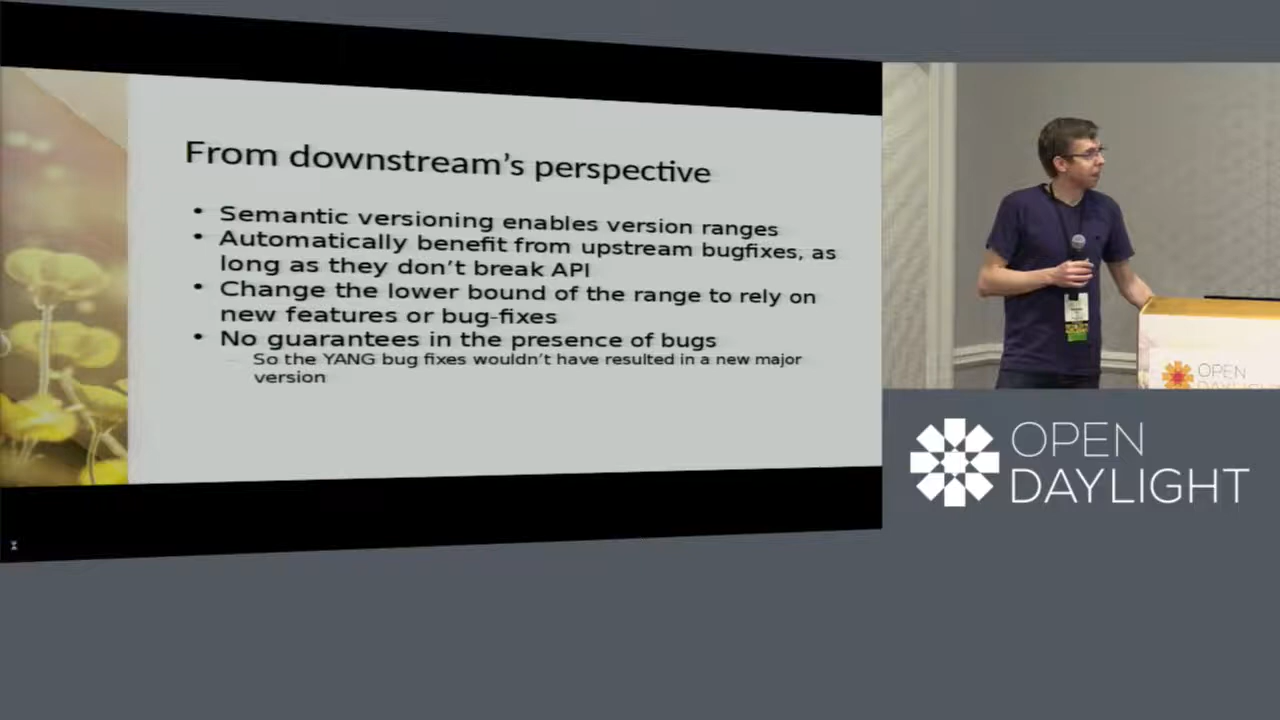 From downstream's perspective
• Semantic versioning enables version ranges
• Automatically benefit from upstream bugfixes, as
long as they don't break API
• Change the lower bound of the range to rely on
new features or bug-fixes
• No guarantees in the presence of bugs
– So the YANG bug fixes wouldn't have resulted in a new major
version
OPEN
DAYLIGHT
OPEN
DAYLIGHT